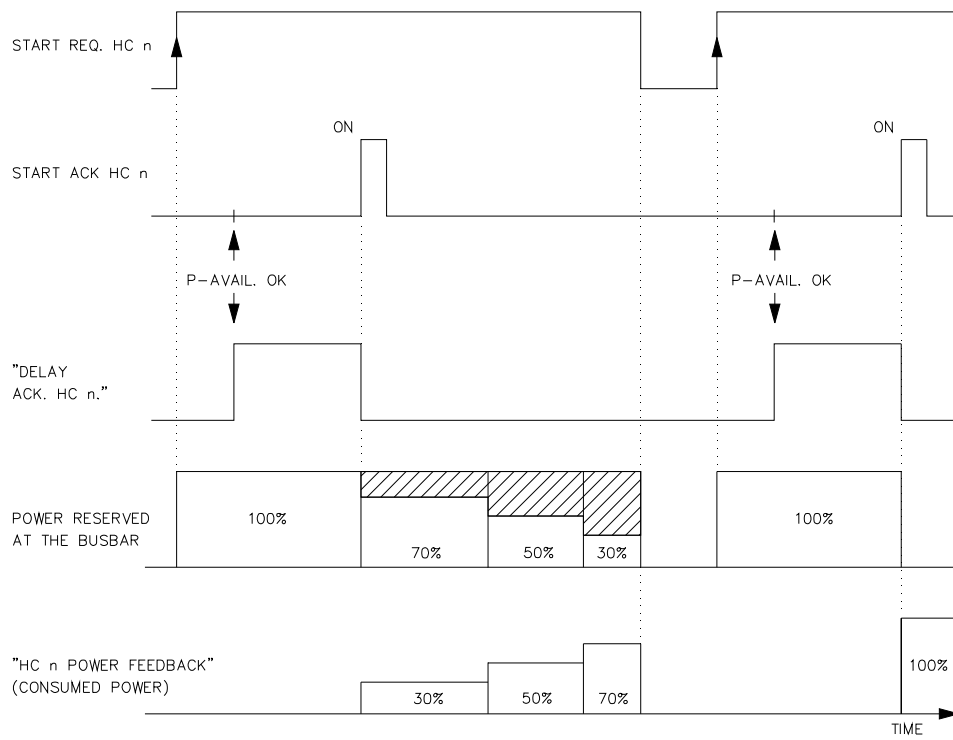 START REQ. HC n
ON
ON
START ACK HC n
P-AVAIL. OK
P-AVAIL. OK
"DELAY
ACK. HC n."
POWER RESERVED
AT THE BUSBAR
100%
70%
50%
30%
100%
"HC n POWER FEEDBACK"
(CONSUMED POWER)
30%
50%
70%
100%
TIME